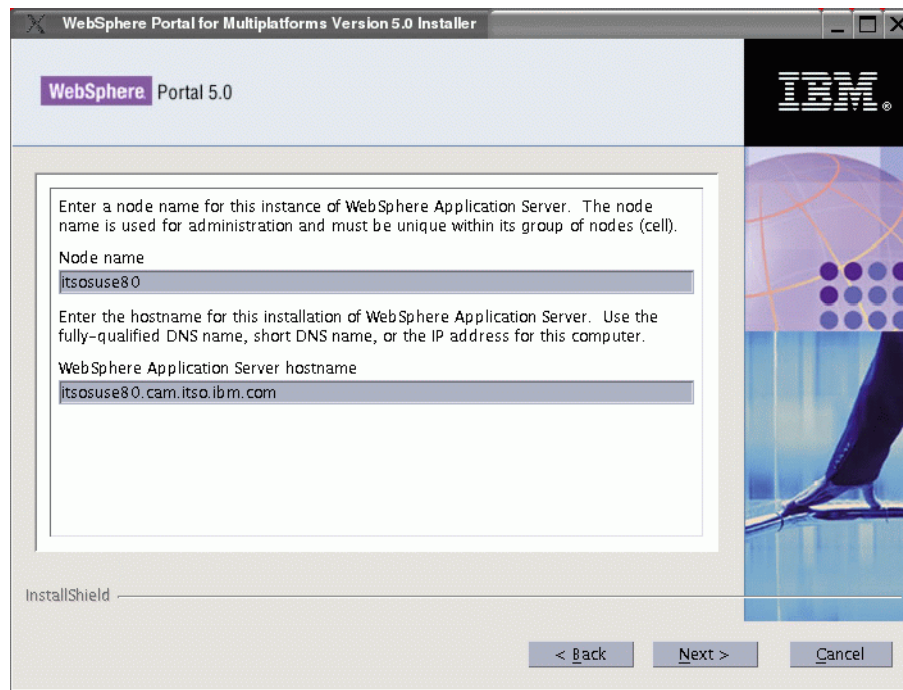 WebSphere Portal for Multiplatforms Version 5.0 Installer
WebSphere Portal 5.0
IBM®
Enter a node name for this instance of WebSphere Application Server. The node
name is used for administration and must be unique within its group of nodes (cell).
Node name
itsosuse80
Enter the hostname for this installation of WebSphere Application Server. Use the
fully-qualified DNS name, short DNS name, or the IP address for this computer.
WebSphere Application Server hostname
itsosuse80.cam.itso.ibm.com
InstallShield
< Back
Next >
Cancel